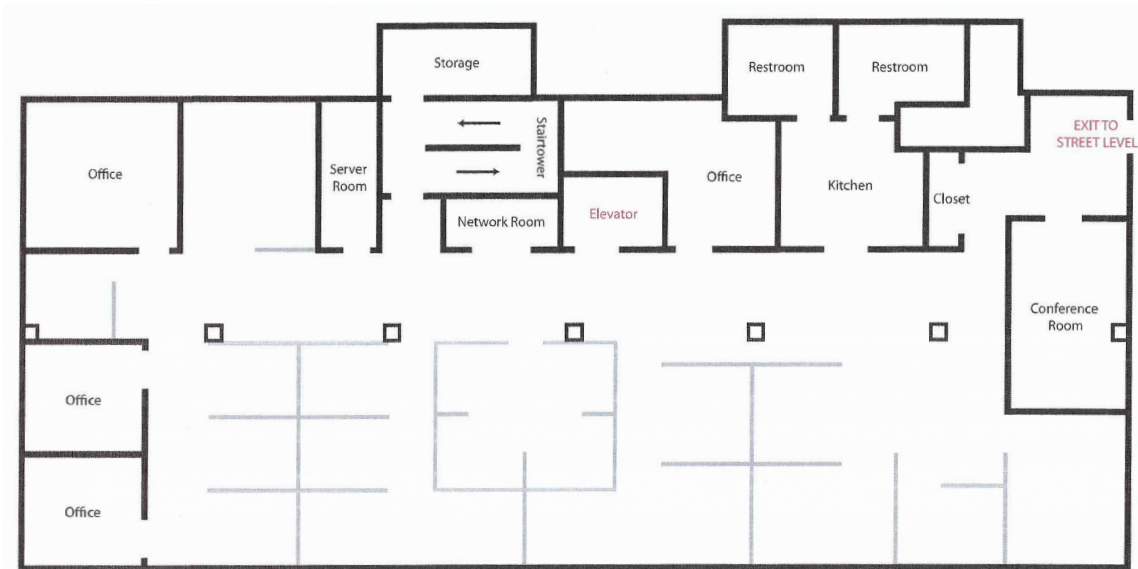 Storage
Restroom
Restroom
EXIT TO
STREET LEVEL
Stairtower
Office
Server
Room
Office
Kitchen
Closet
Network Room
Elevator
Conference
Room
Office
Office